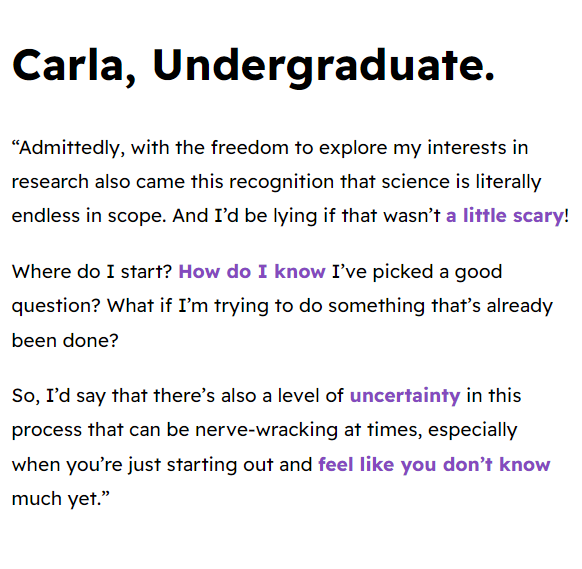 Carla, Undergraduate.
“Admittedly, with the freedom to explore my interests in
research also came this recognition that science is literally
endless in scope. And I’d be lying if that wasn’t a little scary!
Where do I start? How do I know I’ve picked a good
question? What if I’m trying to do something that’s already
been done?
So, I’d say that there’s also a level of uncertainty in this
process that can be nerve-wracking at times, especially
when you’re just starting out and feel like you don’t know
much yet.”